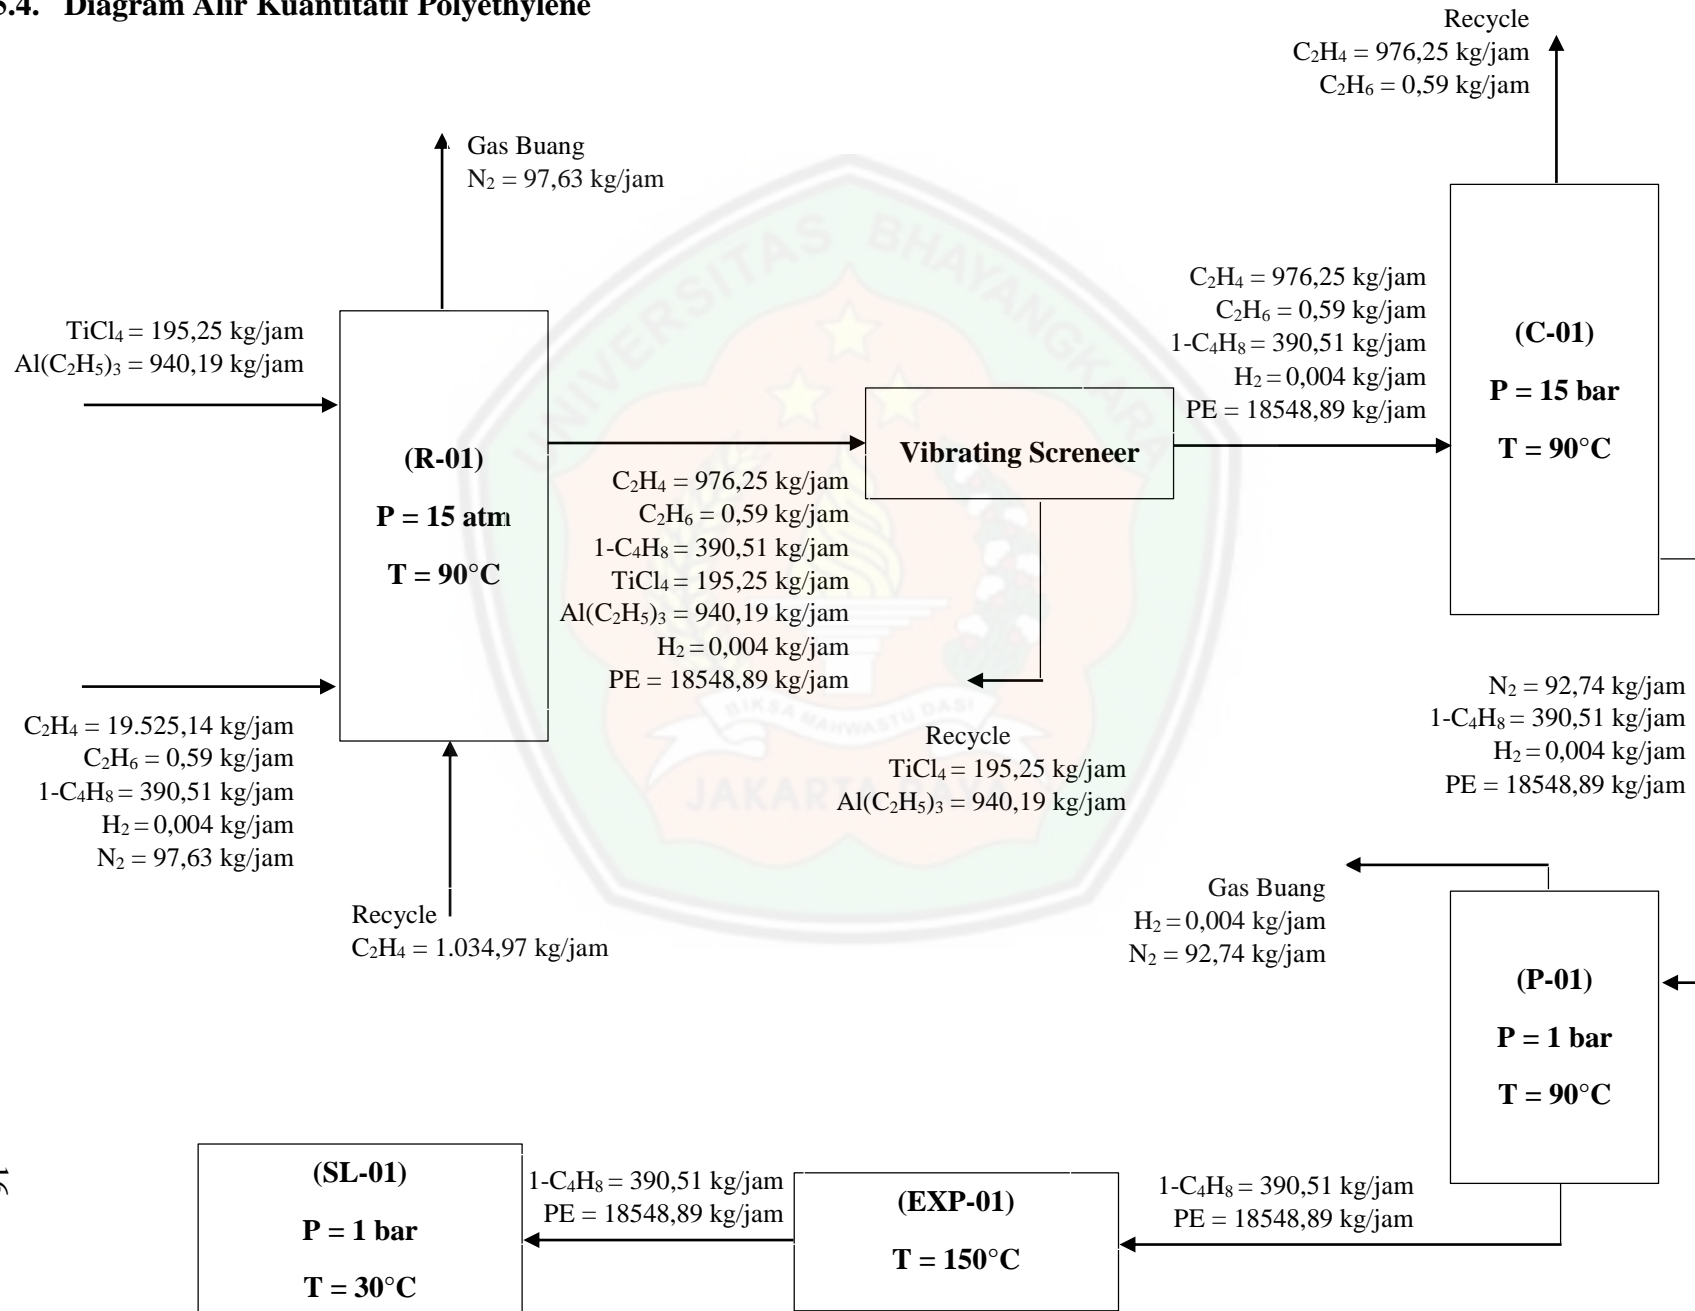 5.4. Diagram Alir Kuantitatif Polyethylene
Recycle
C₂H₄ = 976,25 kg/jam
C₂H₆ = 0,59 kg/jam
Gas Buang
N₂ = 97,63 kg/jam
TiCl₄ = 195,25 kg/jam
Al(C₂H₅)₃ = 940,19 kg/jam
(R-01)
P = 15 atm
T = 90°C
C₂H₄ = 19.525,14 kg/jam
C₂H₆ = 0,59 kg/jam
1-C₄H₈ = 390,51 kg/jam
H₂ = 0,004 kg/jam
N₂ = 97,63 kg/jam
Recycle
C₂H₄ = 1.034,97 kg/jam
C₂H₄ = 976,25 kg/jam
C₂H₆ = 0,59 kg/jam
1-C₄H₈ = 390,51 kg/jam
TiCl₄ = 195,25 kg/jam
Al(C₂H₅)₃ = 940,19 kg/jam
H₂ = 0,004 kg/jam
PE = 18548,89 kg/jam
Vibrating Screneer
Recycle
TiCl₄ = 195,25 kg/jam
Al(C₂H₅)₃ = 940,19 kg/jam
C₂H₄ = 976,25 kg/jam
C₂H₆ = 0,59 kg/jam
1-C₄H₈ = 390,51 kg/jam
H₂ = 0,004 kg/jam
PE = 18548,89 kg/jam
(C-01)
P = 15 bar
T = 90°C
N₂ = 92,74 kg/jam
1-C₄H₈ = 390,51 kg/jam
H₂ = 0,004 kg/jam
PE = 18548,89 kg/jam
Gas Buang
H₂ = 0,004 kg/jam
N₂ = 92,74 kg/jam
(P-01)
P = 1 bar
T = 90°C
1-C₄H₈ = 390,51 kg/jam
PE = 18548,89 kg/jam
(EXP-01)
T = 150°C
1-C₄H₈ = 390,51 kg/jam
PE = 18548,89 kg/jam
(SL-01)
P = 1 bar
T = 30°C
UNIVERSITAS BHAYANGKARA
BIKSA MAHWASTU DASI
JAKARTA RAYA